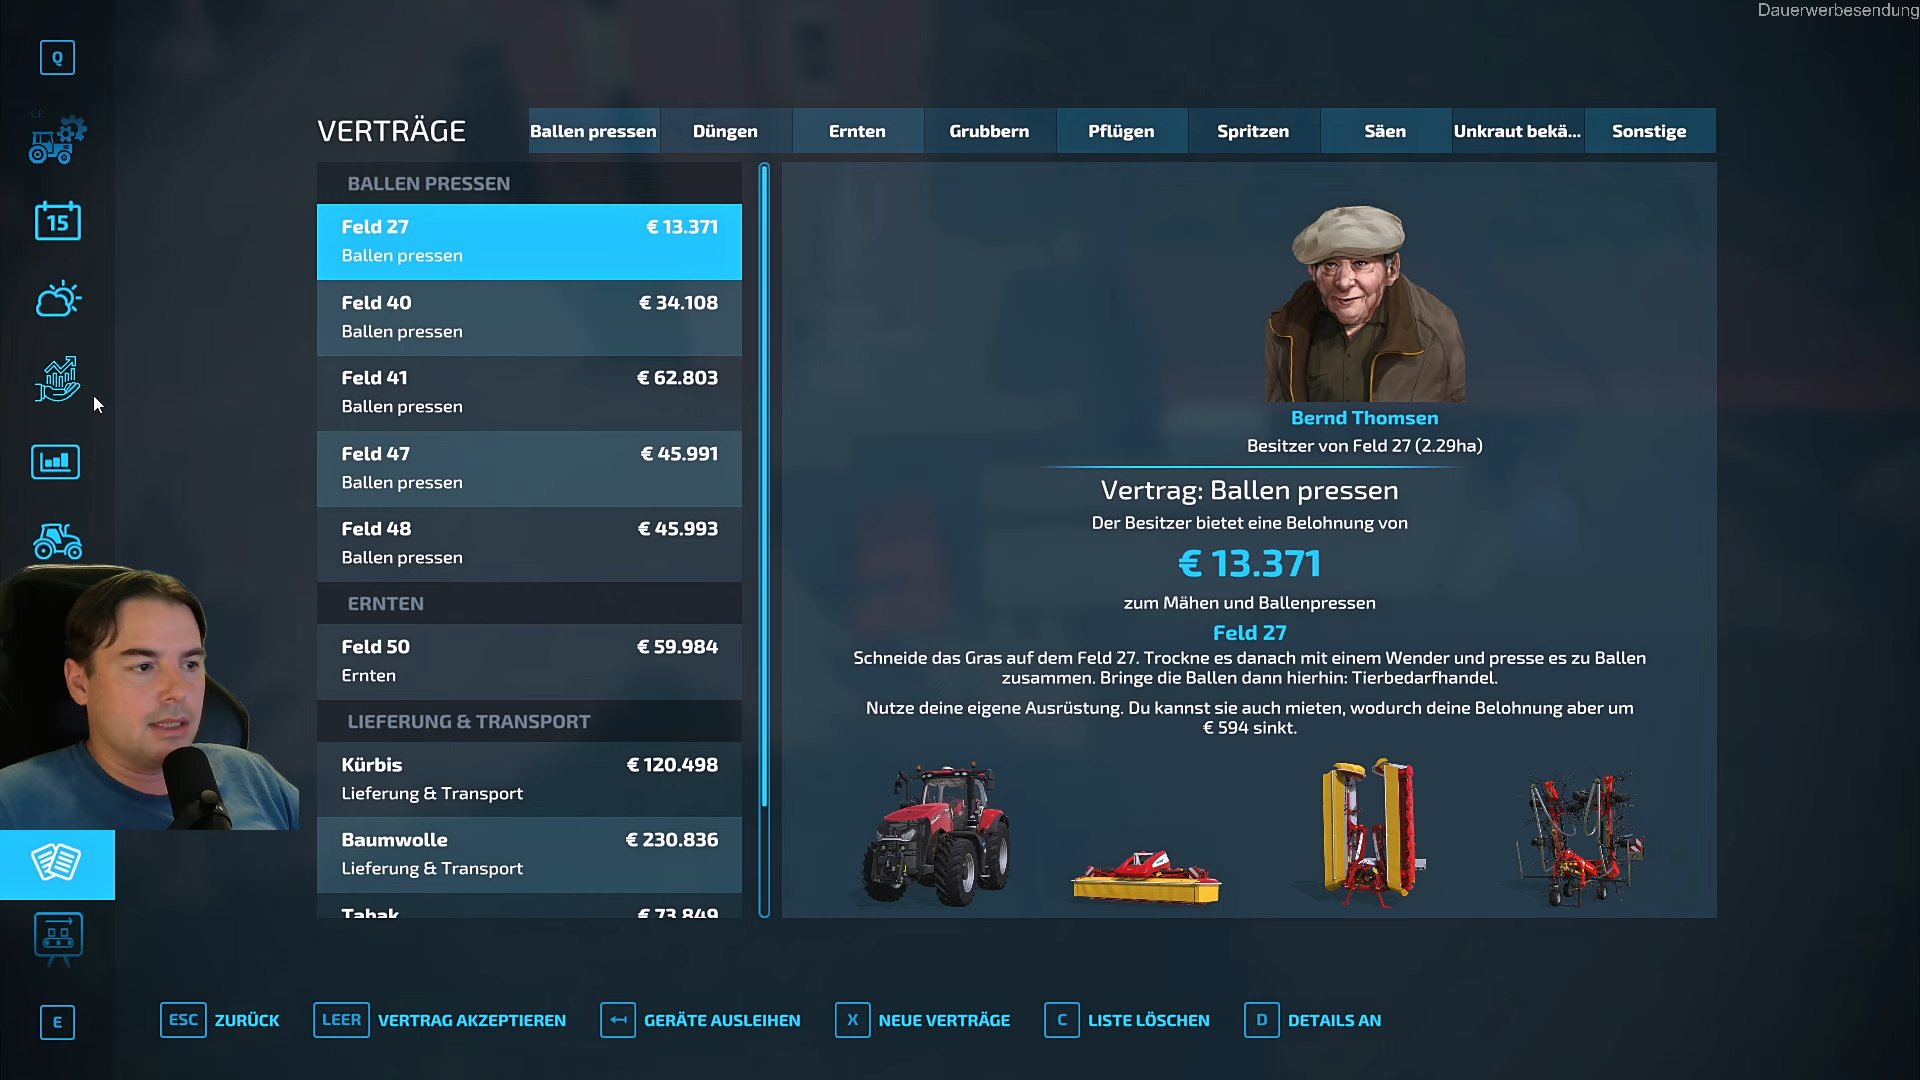 Dauerwerbesendung
Q
CP
15
VERTRÄGE
Ballen pressen
Düngen
Ernten
Grubbern
Pflügen
Spritzen
Säen
Unkraut bekä...
Sonstige
BALLEN PRESSEN
Feld 27 € 13.371
Ballen pressen
Feld 40 € 34.108
Ballen pressen
Feld 41 € 62.803
Ballen pressen
Feld 47 € 45.991
Ballen pressen
Feld 48 € 45.993
Ballen pressen
ERNTEN
Feld 50 € 59.984
Ernten
LIEFERUNG & TRANSPORT
Kürbis € 120.498
Lieferung & Transport
Baumwolle € 230.836
Lieferung & Transport
Tabak € 73.849
Bernd Thomsen
Besitzer von Feld 27 (2.29ha)
Vertrag: Ballen pressen
Der Besitzer bietet eine Belohnung von
€ 13.371
zum Mähen und Ballenpressen
Feld 27
Schneide das Gras auf dem Feld 27. Trockne es danach mit einem Wender und presse es zu Ballen
zusammen. Bringe die Ballen dann hierhin: Tierbedarfhandel.
Nutze deine eigene Ausrüstung. Du kannst sie auch mieten, wodurch deine Belohnung aber um
€ 594 sinkt.
E
ESC ZURÜCK
LEER VERTRAG AKZEPTIEREN
GERÄTE AUSLEIHEN
X NEUE VERTRÄGE
C LISTE LÖSCHEN
D DETAILS AN